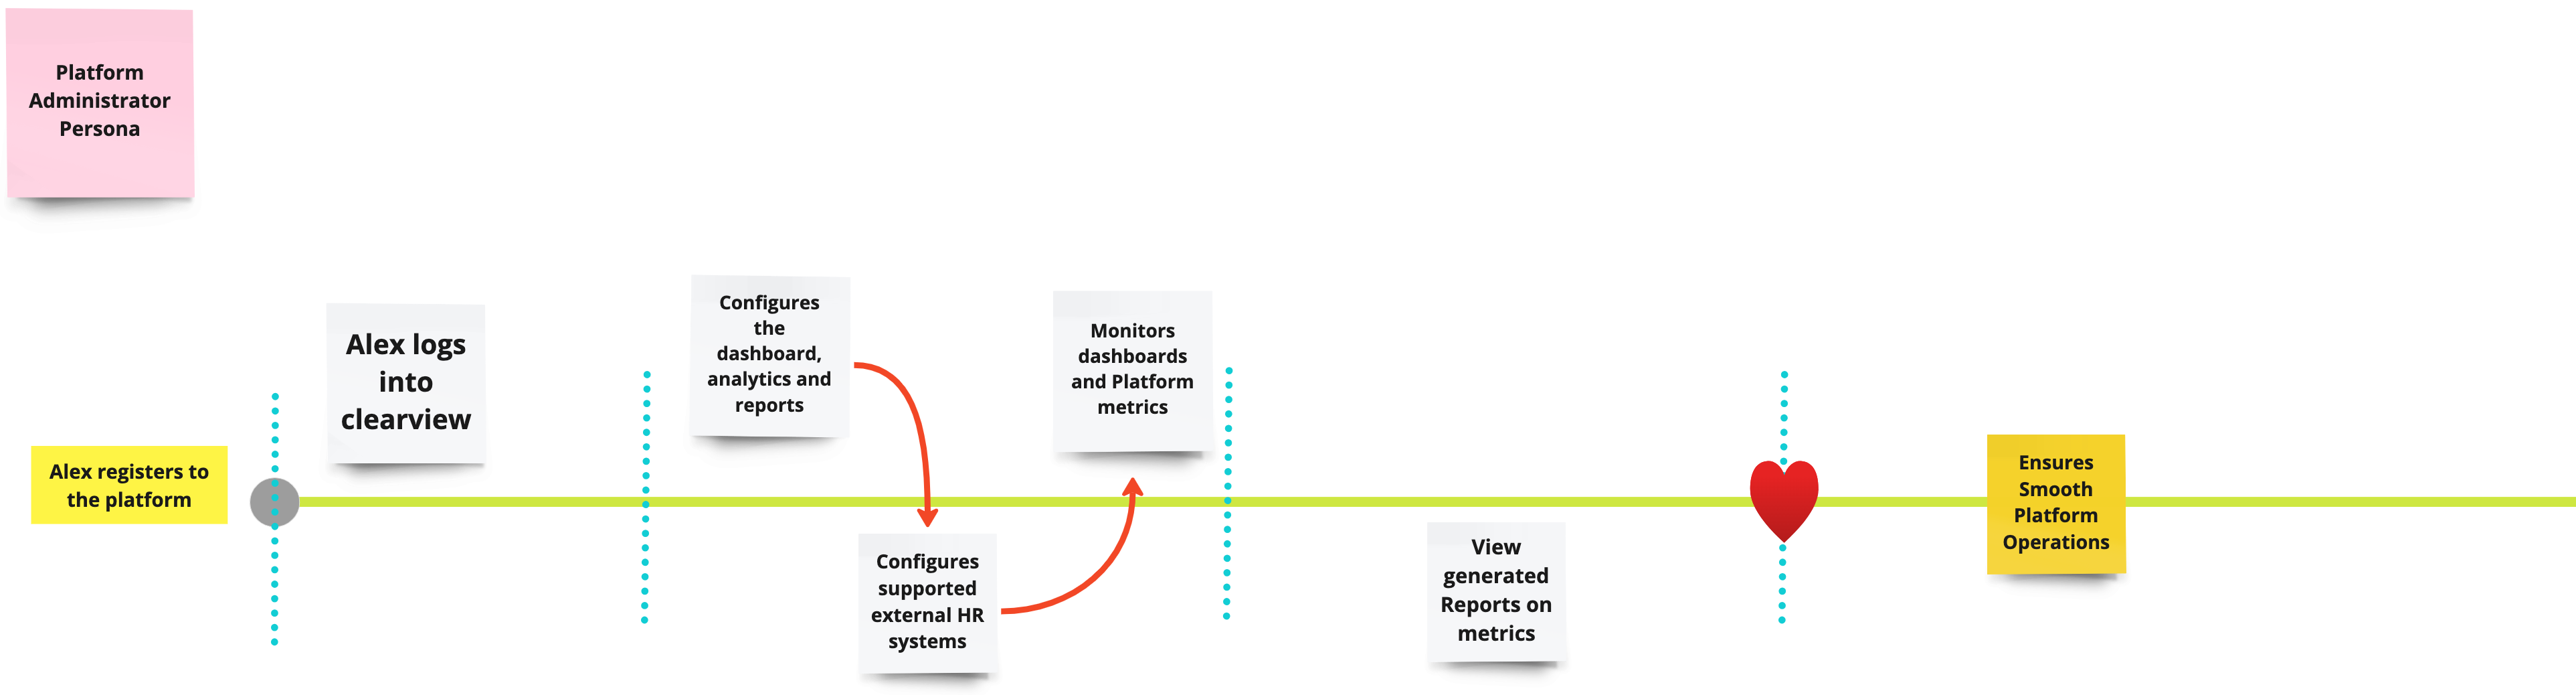 Platform
Administrator
Persona
Alex registers to
the platform
Alex logs
into
clearview
Configures
the
dashboard,
analytics and
reports
Configures
supported
external HR
systems
Monitors
dashboards
and Platform
metrics
View
generated
Reports on
metrics
Ensures
Smooth
Platform
Operations